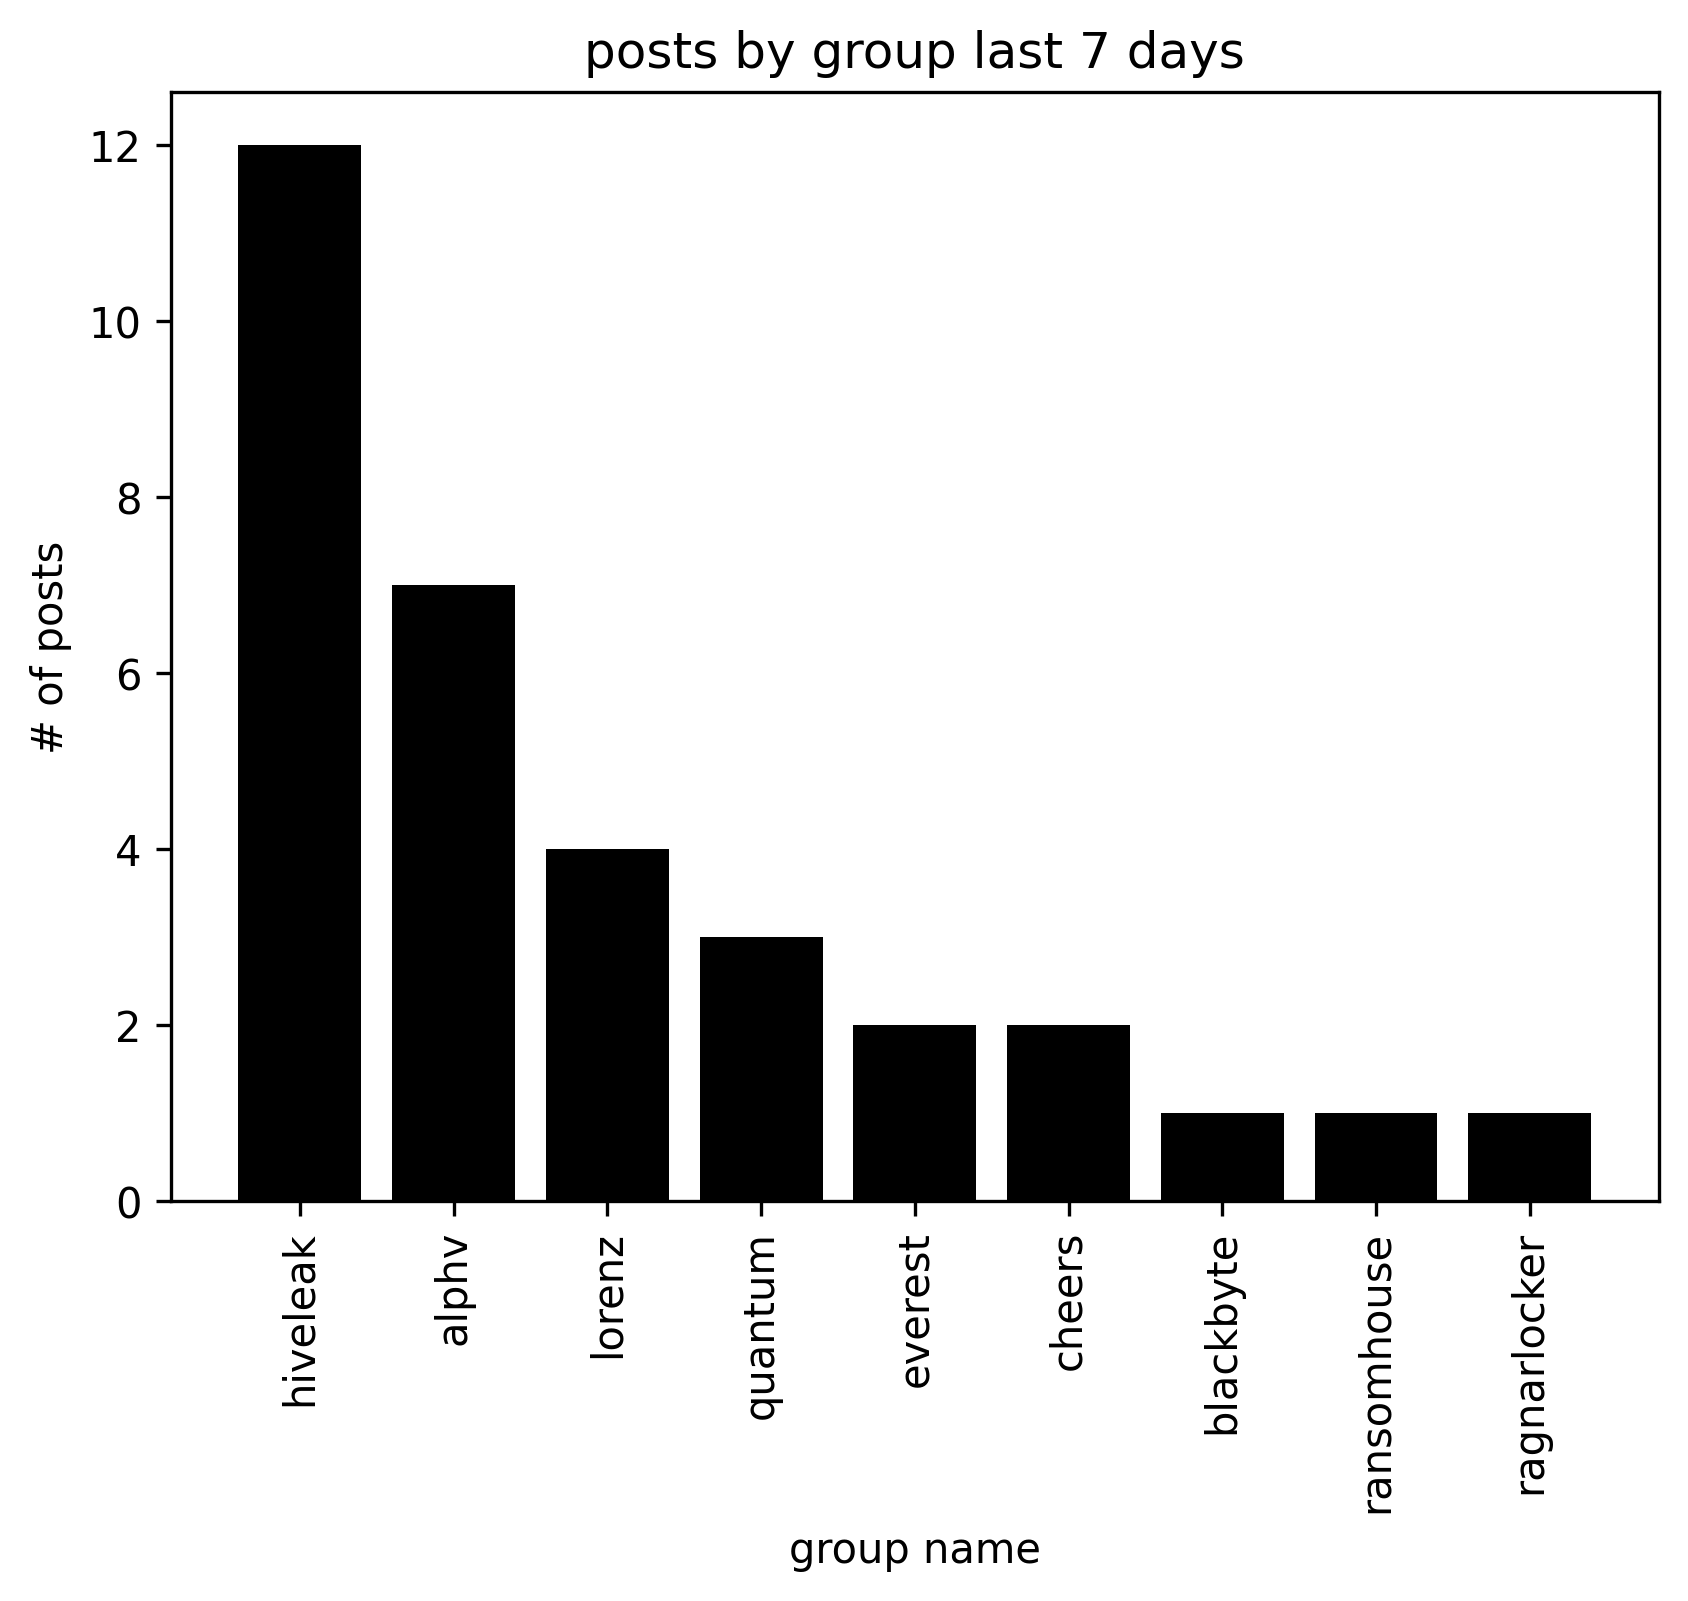 posts by group last 7 days
# of posts
12
10
8
6
4
2
0
hiveleak
alphv
lorenz
quantum
everest
cheers
blackbyte
ransomhouse
ragnarlocker
group name